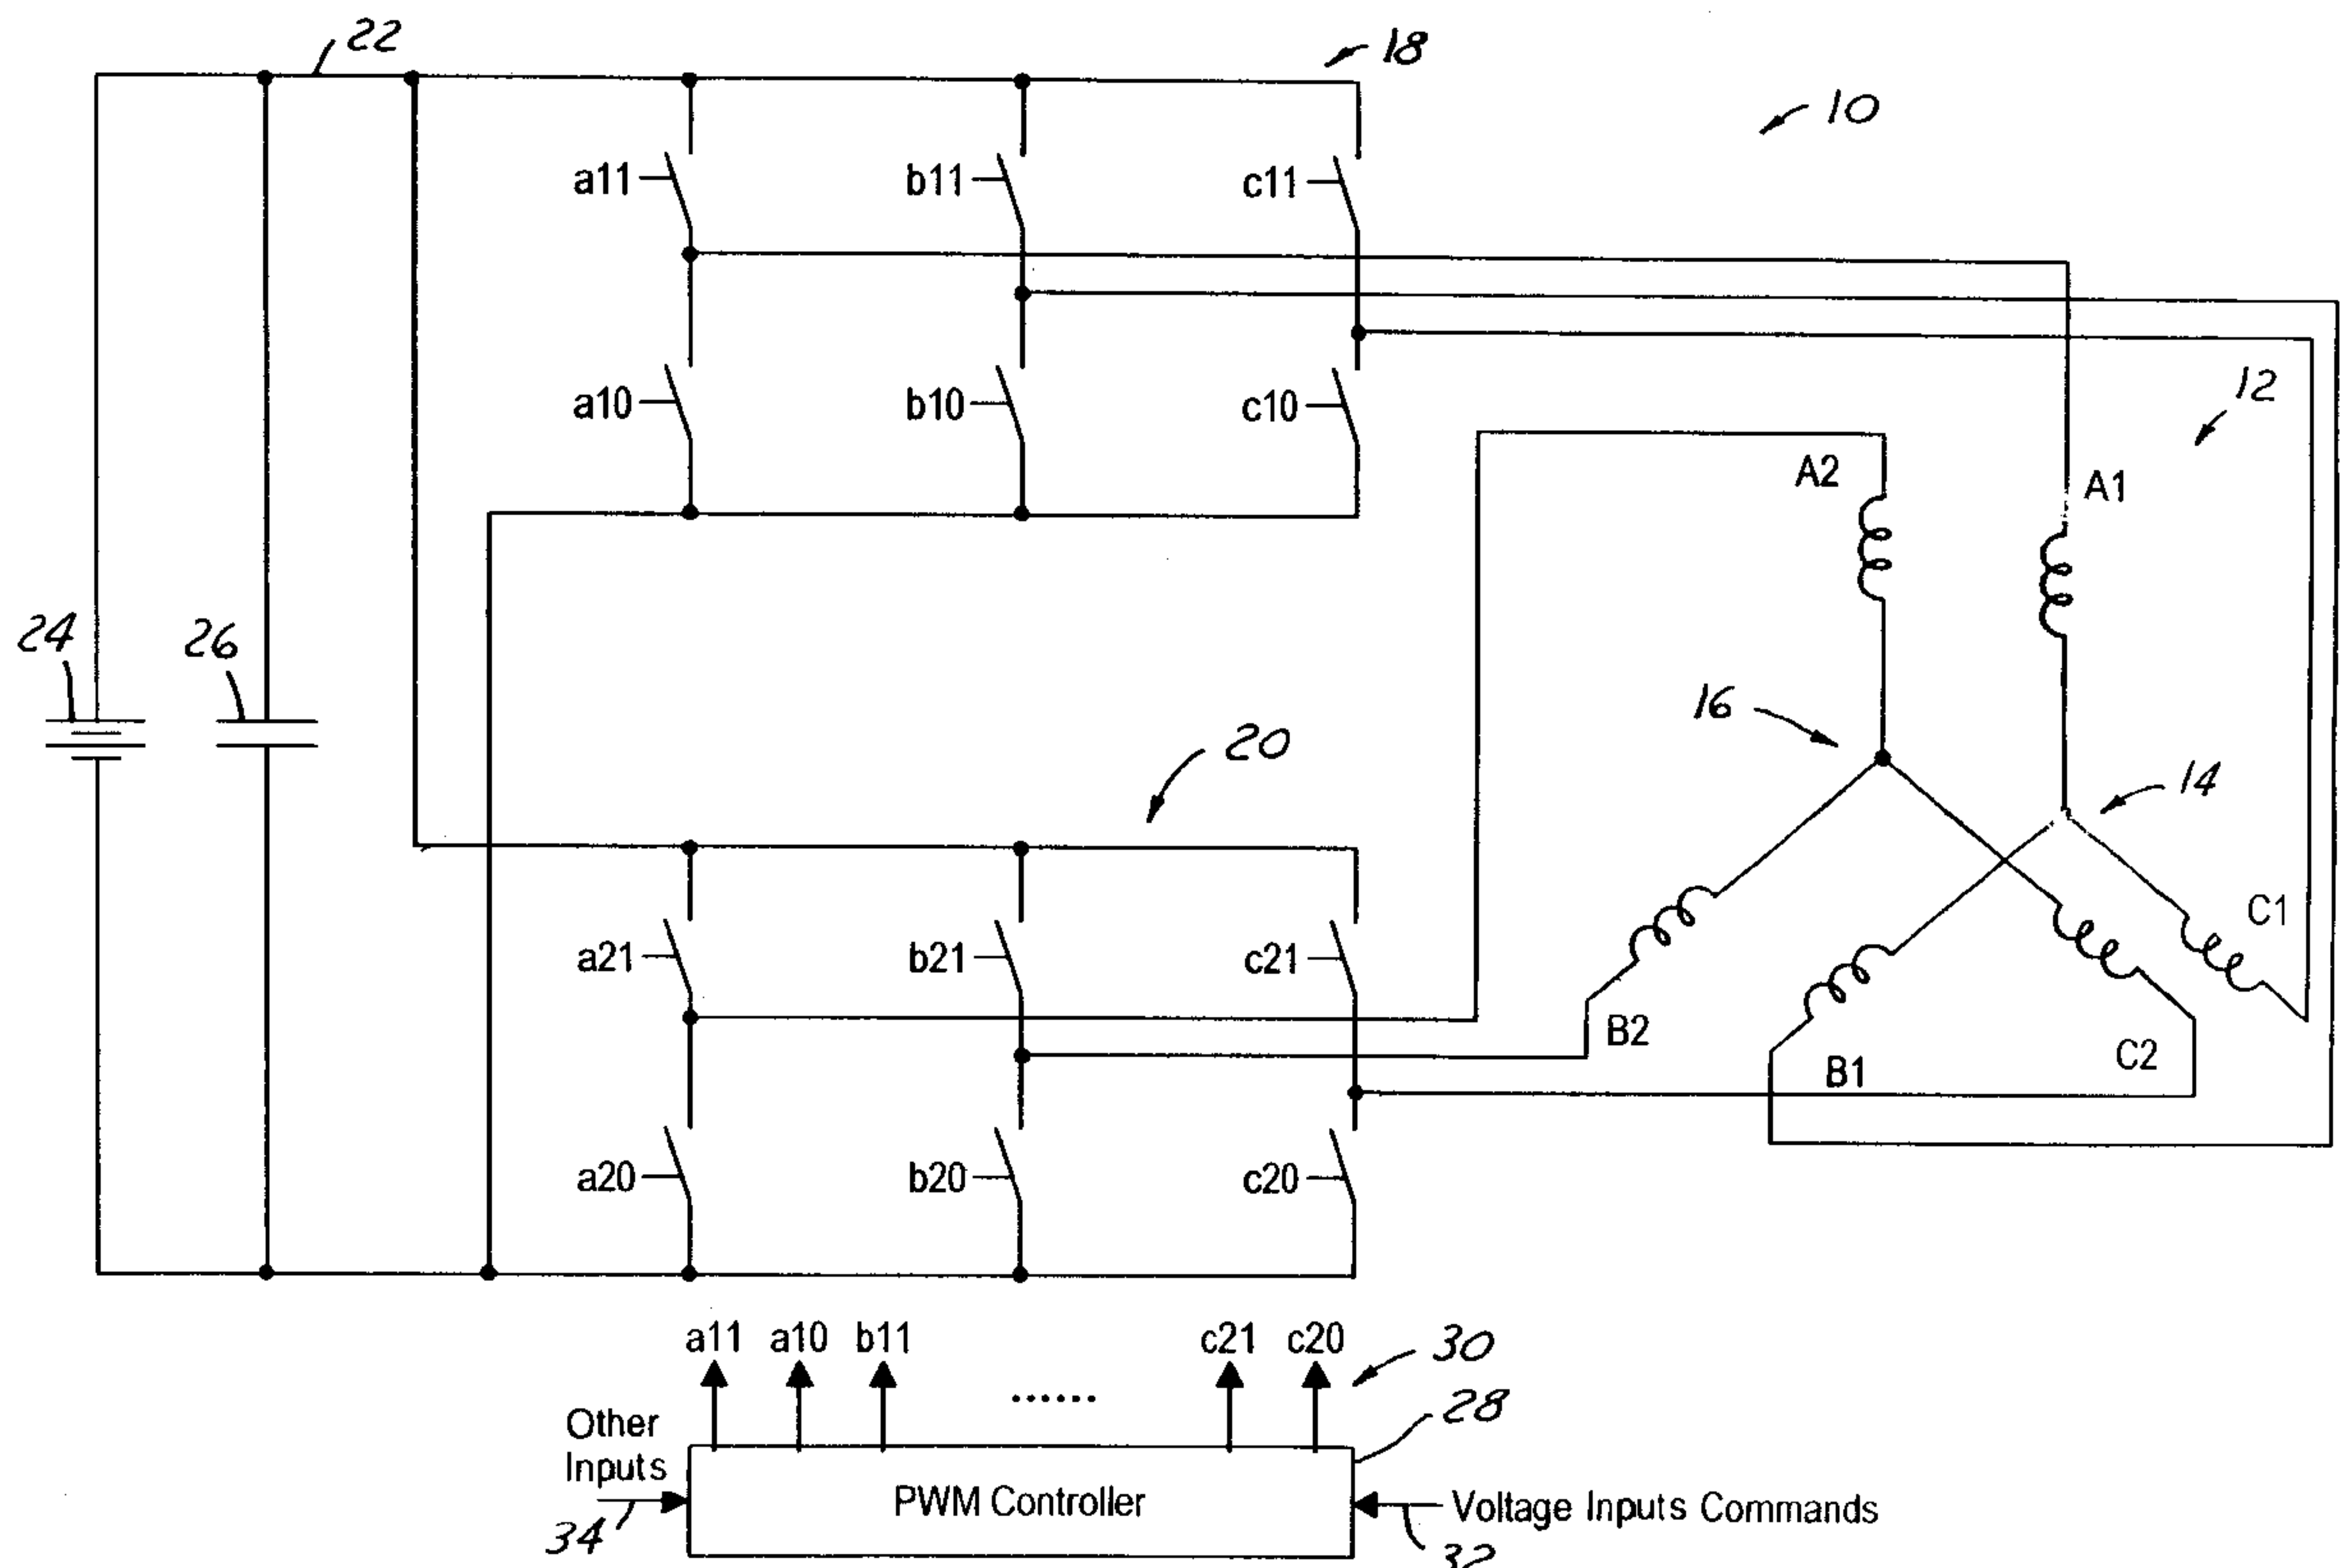 22
18
10
a11
b11
c11
a10
b10
c10
12
A2
A1
24
26
16
20
14
C1
a21
b21
c21
B2
B1
C2
a20
b20
c20
a11 a10 b11 ...... c21 c20
30
28
Other
Inputs
PWM Controller
Voltage Inputs Commands
34
32